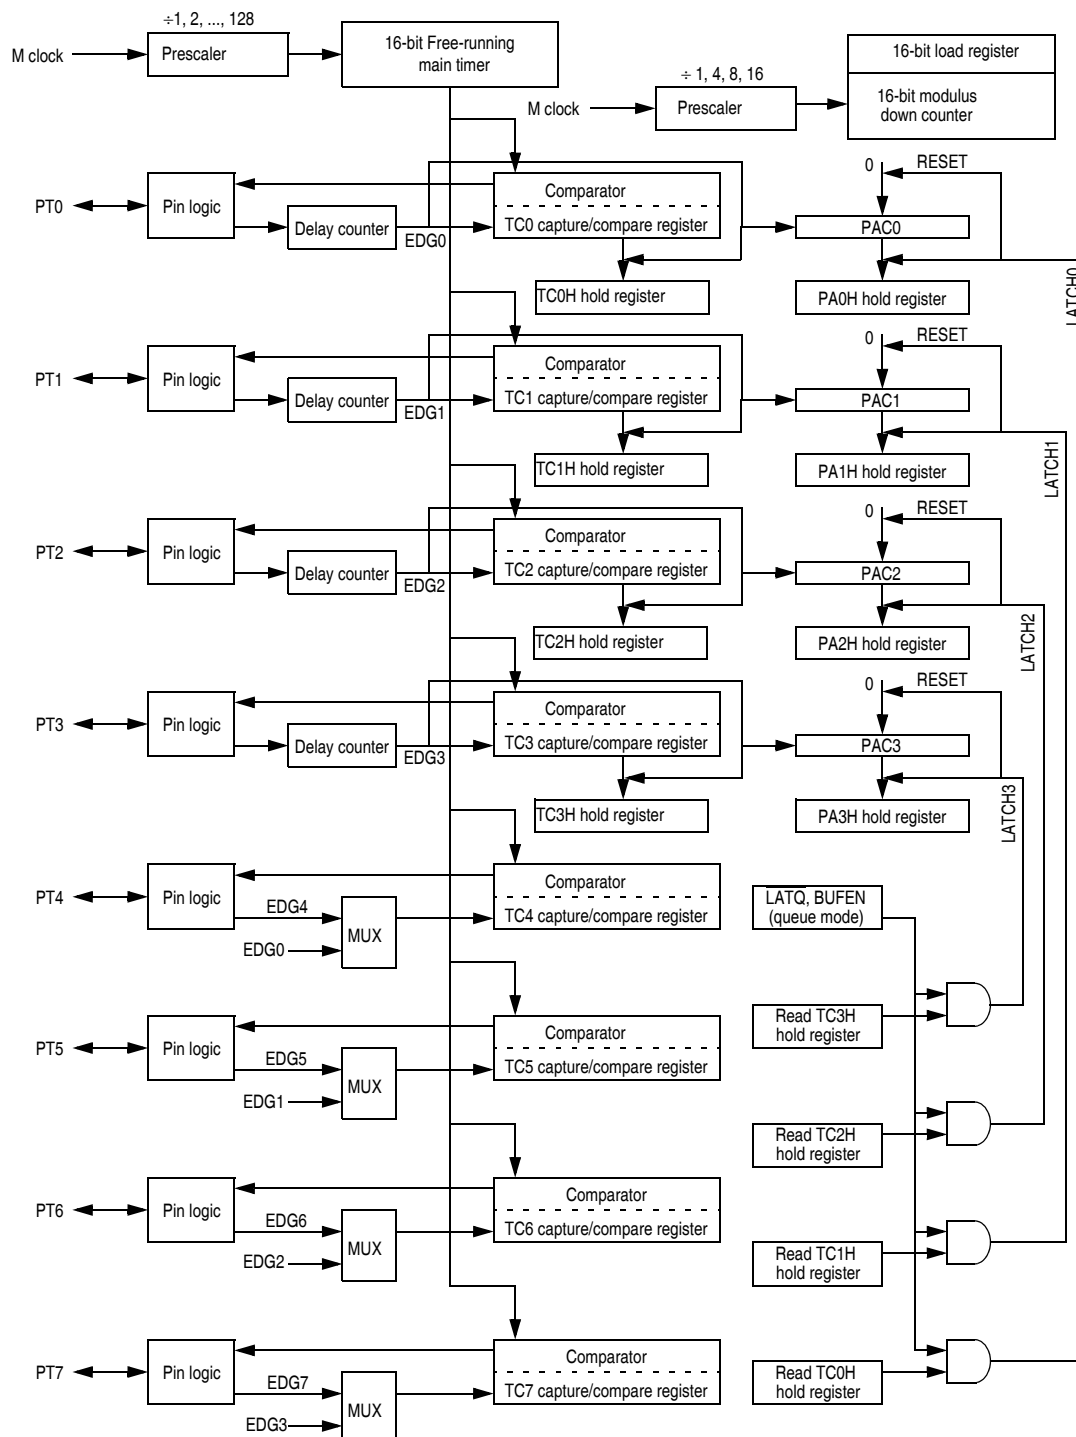 ÷1, 2, ..., 128
M clock
Prescaler
16-bit Free-running
main timer
16-bit load register
÷ 1, 4, 8, 16
M clock
Prescaler
16-bit modulus
down counter
0
RESET
PT0
Pin logic
Delay counter
EDG0
Comparator
TC0 capture/compare register
PAC0
TC0H hold register
PA0H hold register
LATCH0
0
RESET
PT1
Pin logic
Delay counter
EDG1
Comparator
TC1 capture/compare register
PAC1
TC1H hold register
PA1H hold register
LATCH1
0
RESET
PT2
Pin logic
Delay counter
EDG2
Comparator
TC2 capture/compare register
PAC2
TC2H hold register
PA2H hold register
LATCH2
0
RESET
PT3
Pin logic
Delay counter
EDG3
Comparator
TC3 capture/compare register
PAC3
TC3H hold register
PA3H hold register
LATCH3
PT4
Pin logic
EDG4
EDG0
MUX
Comparator
TC4 capture/compare register
LATQ, BUFEN
(queue mode)
Read TC3H
hold register
PT5
Pin logic
EDG5
EDG1
MUX
Comparator
TC5 capture/compare register
Read TC2H
hold register
PT6
Pin logic
EDG6
EDG2
MUX
Comparator
TC6 capture/compare register
Read TC1H
hold register
PT7
Pin logic
EDG7
EDG3
MUX
Comparator
TC7 capture/compare register
Read TC0H
hold register